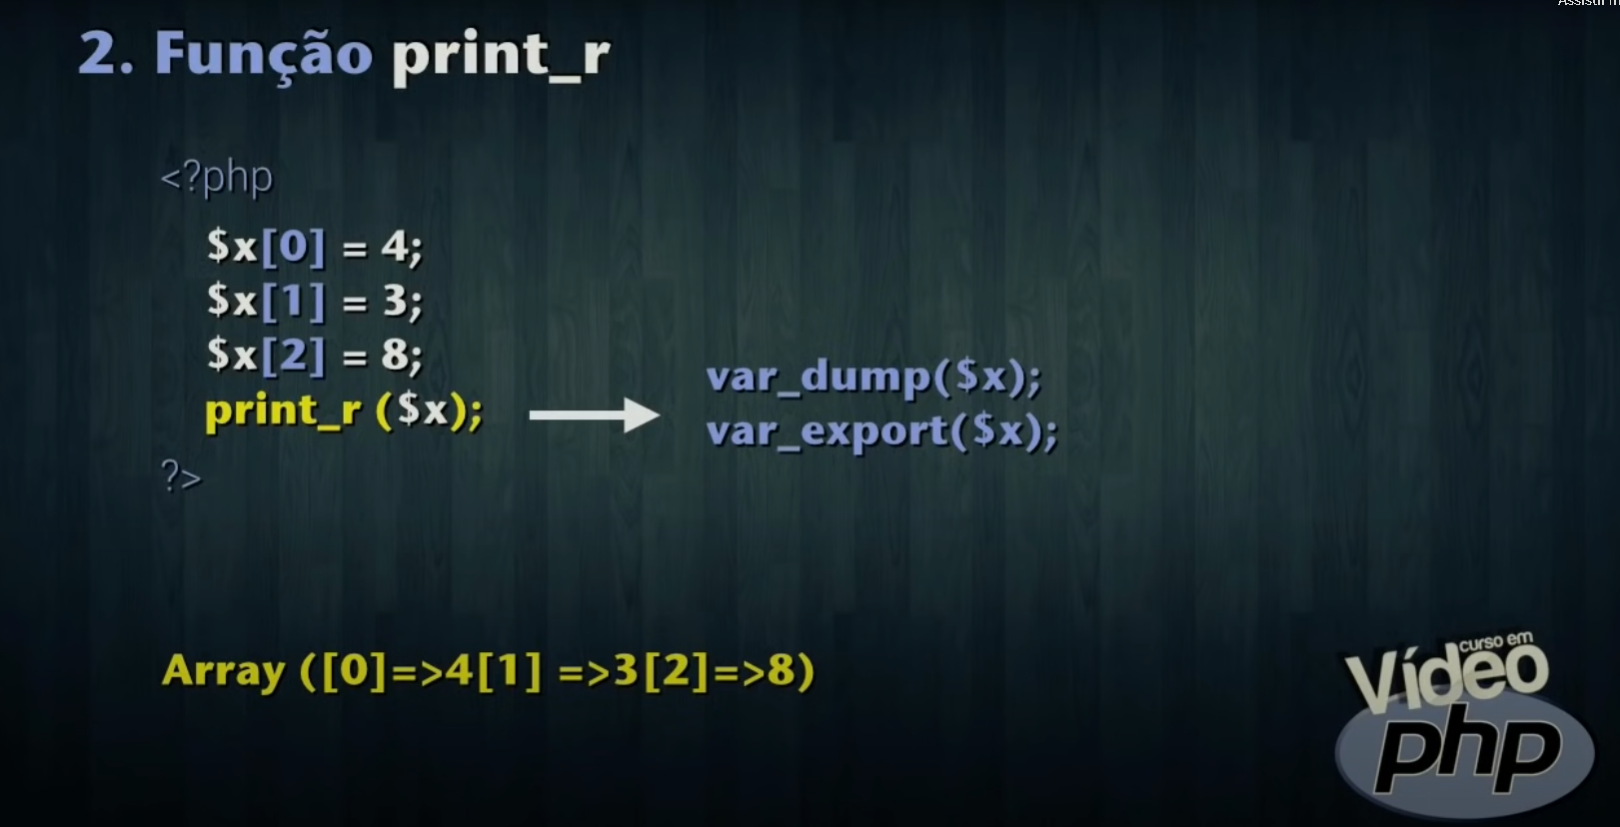 2. Função print_r
<?php
$x[0] = 4;
$x[1] = 3;
$x[2] = 8;
print_r ($x);
var_dump($x);
var_export($x);
?>
Array ([0]=>4[1] =>3[2]=>8)
curso em
Vídeo
php